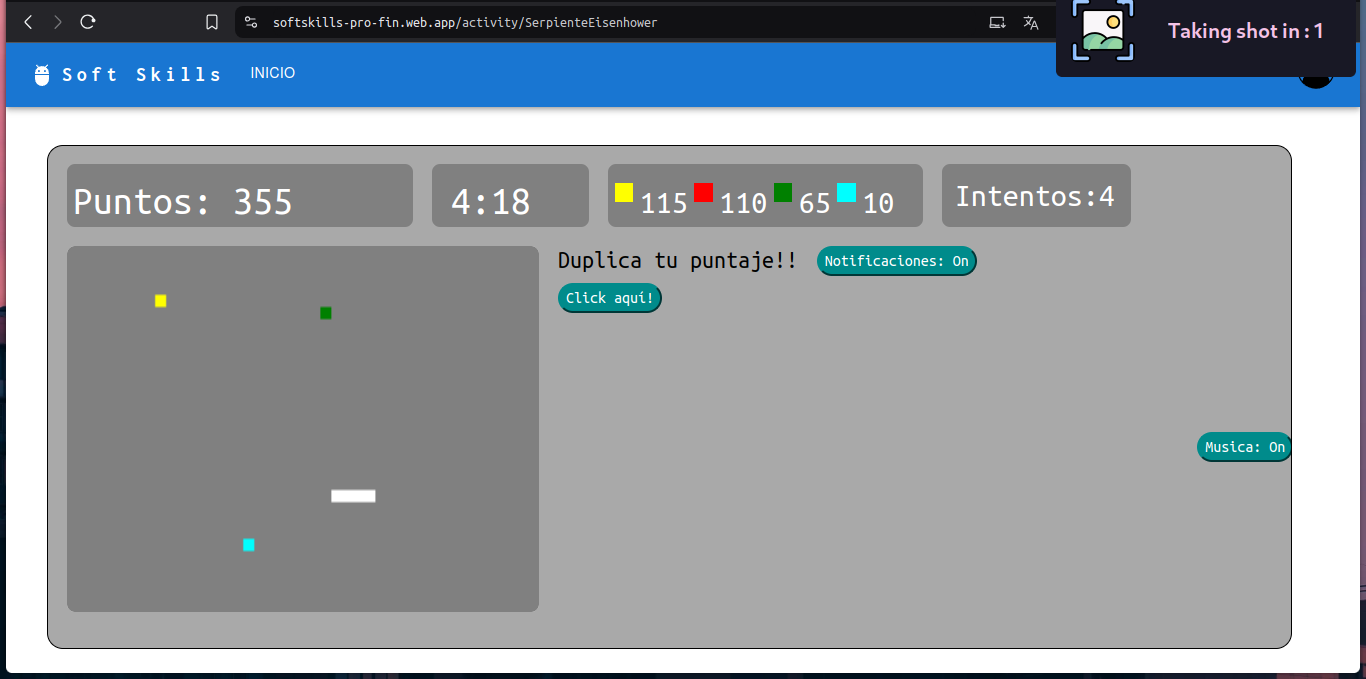 softskills-pro-fin.web.app/activity/SerpienteEisenhower
Taking shot in : 1
Soft Skills INICIO
Puntos: 355 4:18 115 110 65 10 Intentos:4
Duplica tu puntaje!! Notificaciones: On
Click aquí!
Musica: On